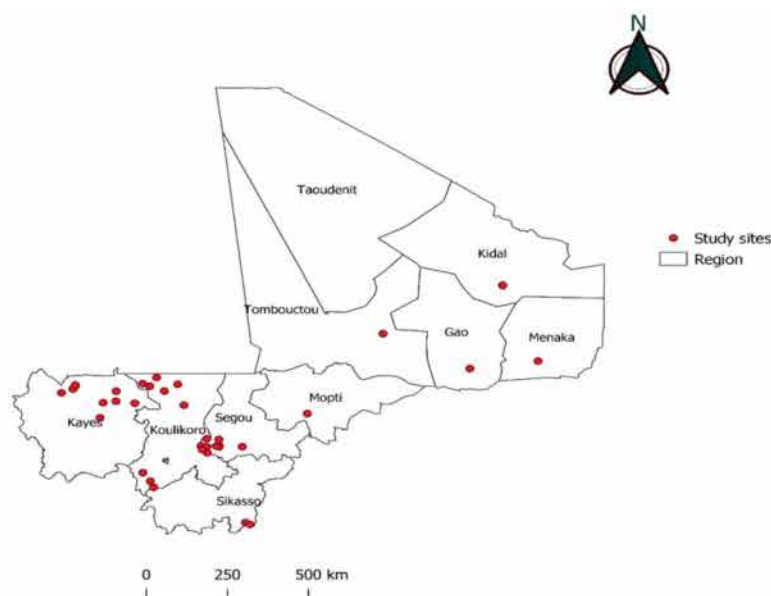 N
Taoudenit
Study sites
Region
Kidal
Tombouctou
Gao
Menaka
Mopti
Kayes
Koulikoro
Segou
Sikasso
0 250 500 km